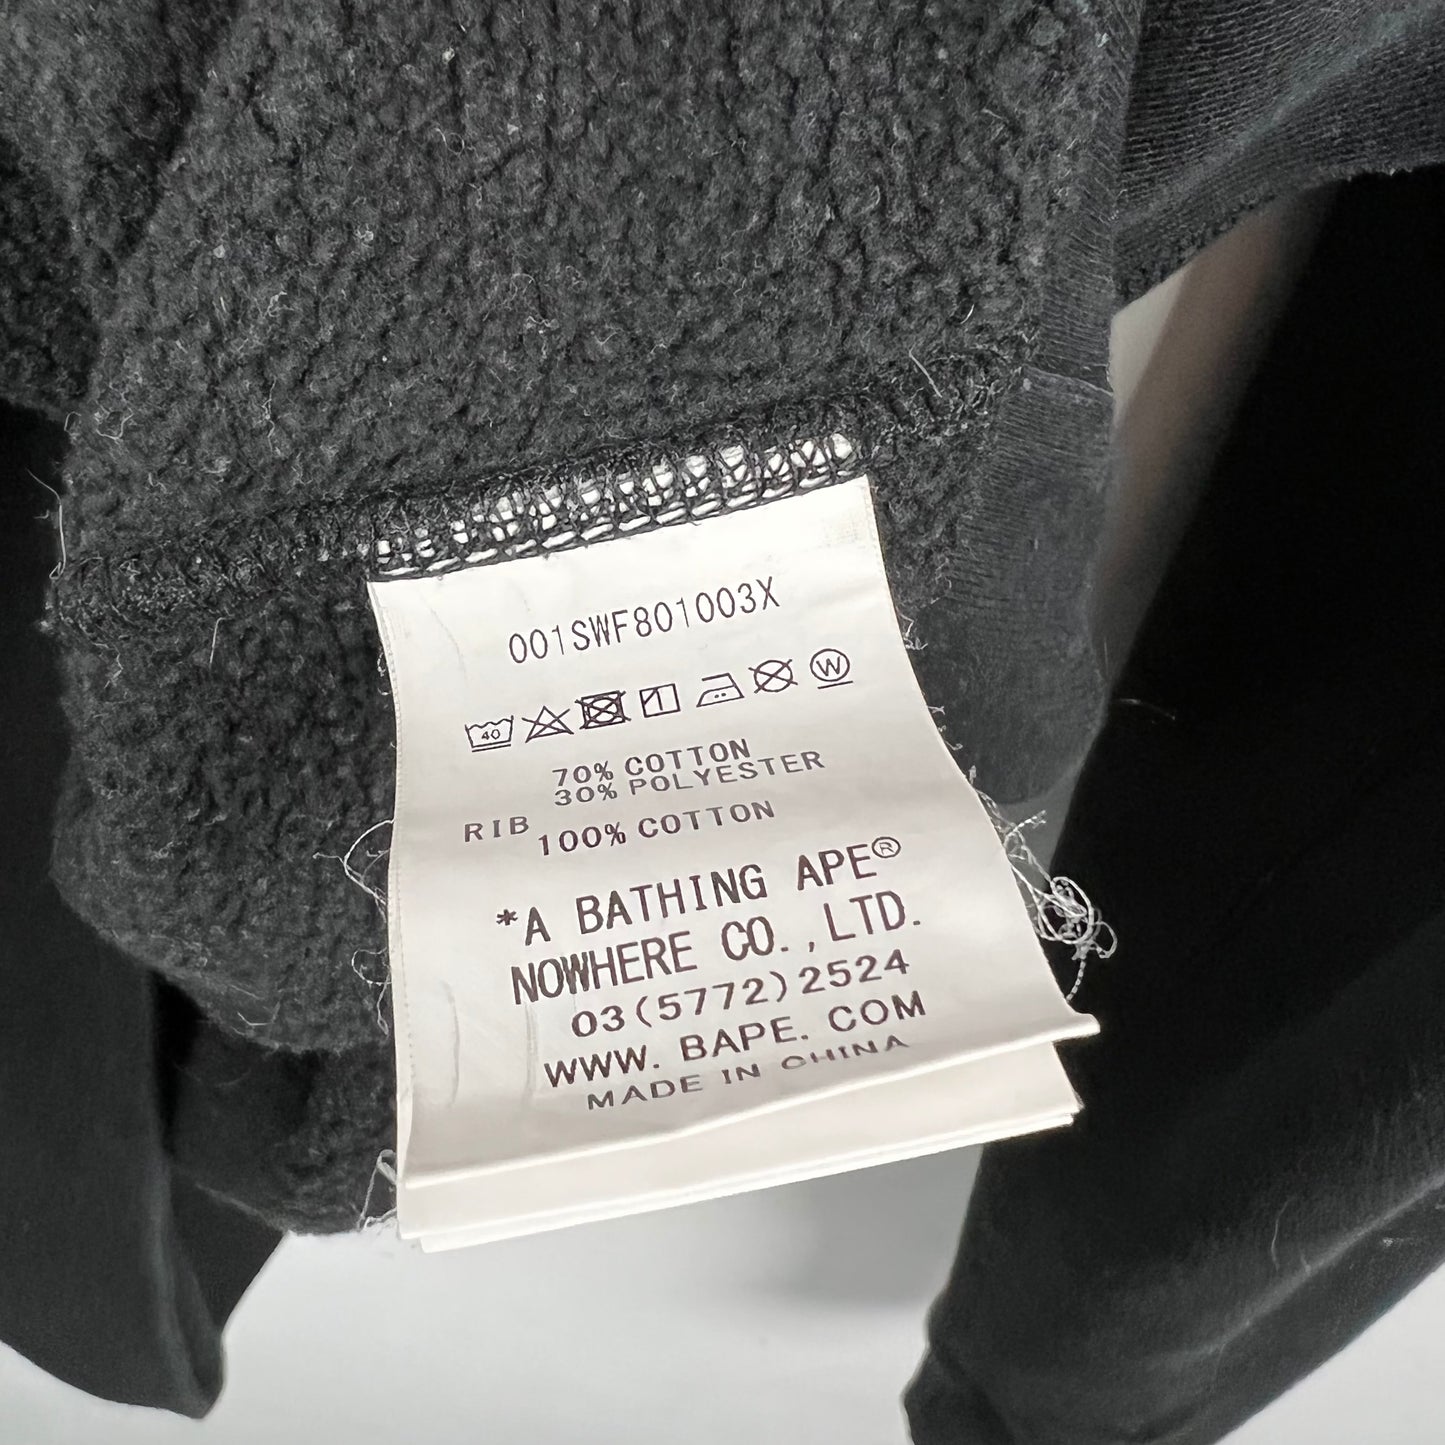 001SWF801003X
40 W
70% COTTON
30% POLYESTER
RIB 100% COTTON
*A BATHING APE®
NOWHERE CO.,LTD.
03(5772)2524
WWW.BAPE.COM
MADE IN CHINA